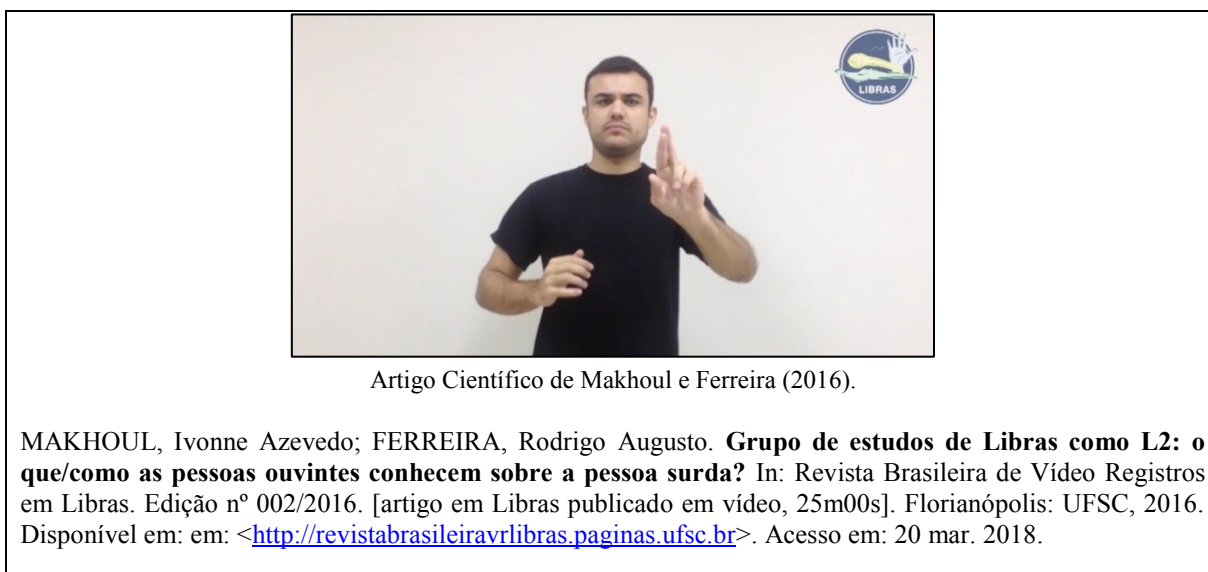 LIBRAS
Artigo Científico de Makhoul e Ferreira (2016).
MAKHOUL, Ivonne Azevedo; FERREIRA, Rodrigo Augusto. Grupo de estudos de Libras como L2: o
que/como as pessoas ouvintes conhecem sobre a pessoa surda? In: Revista Brasileira de Vídeo Registros
em Libras. Edição nº 002/2016. [artigo em Libras publicado em vídeo, 25m00s]. Florianópolis: UFSC, 2016.
Disponível em: em: <http://revistabrasileiravrlibras.paginas.ufsc.br>. Acesso em: 20 mar. 2018.